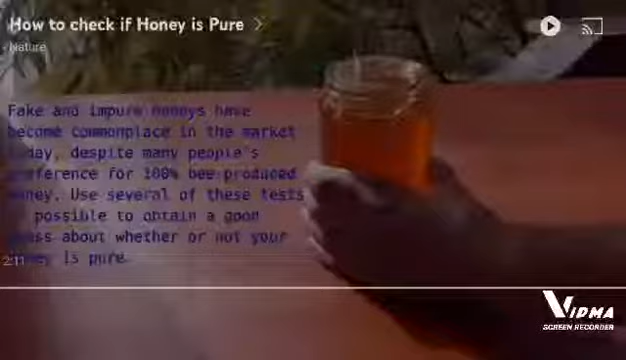 How to check if Honey is Pure
Nature
Fake and impure honeys have
become commonplace in the market
today, despite many people's
preference for 100% bee-produced
honey. Use several of these tests
possible to obtain a good
guess about whether or not your
honey is pure.
2:11
VIDMA
SCREEN RECORDER